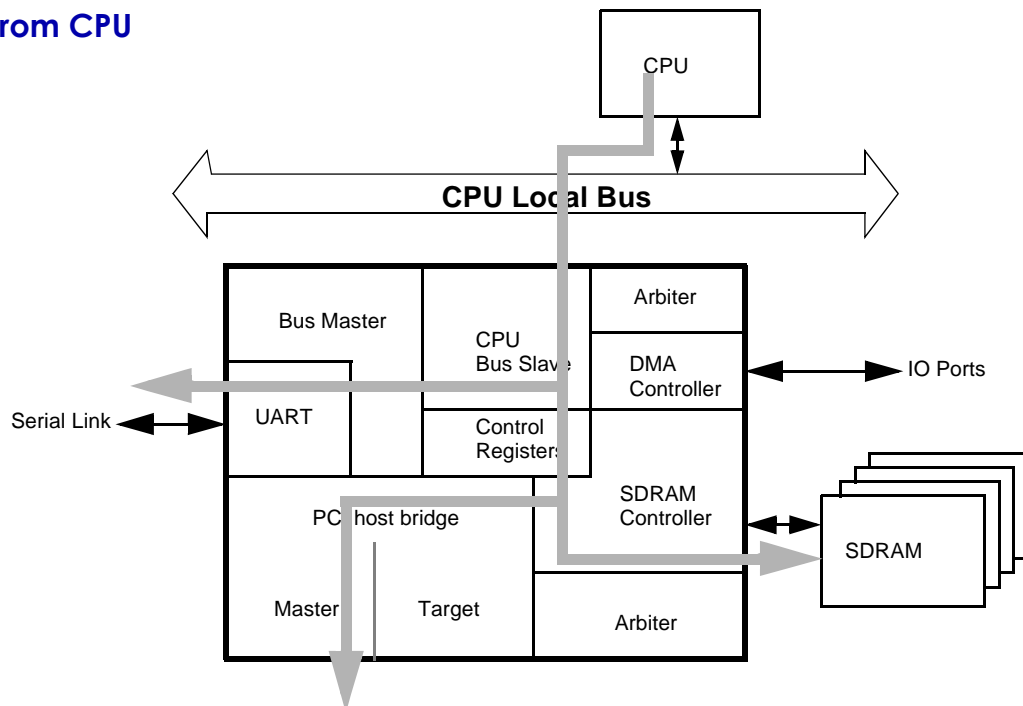 rom CPU
CPU
CPU Local Bus
Bus Master
CPU
Bus Slave
Arbiter
DMA
Controller
IO Ports
Serial Link
UART
Control
Registers
SDRAM
Controller
SDRAM
PCI host bridge
Master
Target
Arbiter